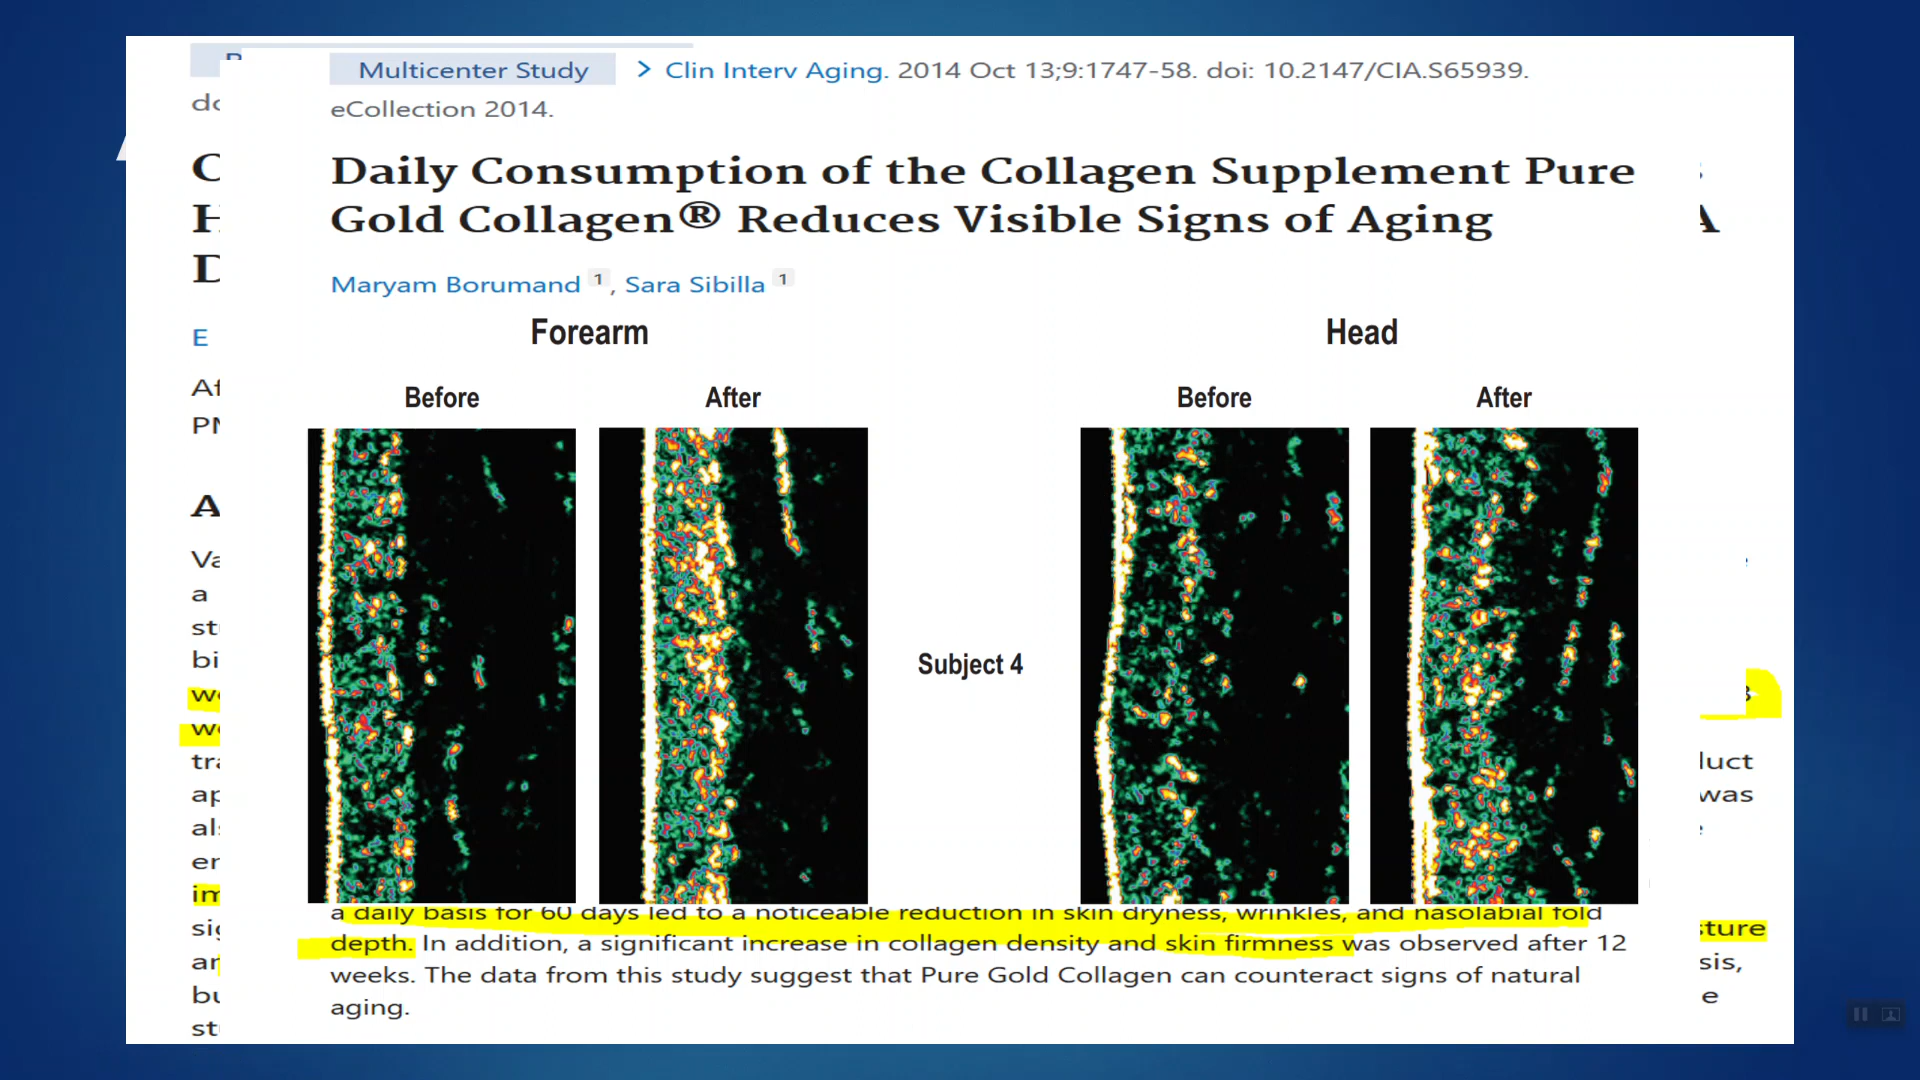 Multicenter Study > Clin Interv Aging. 2014 Oct 13;9:1747-58. doi: 10.2147/CIA.S65939.
eCollection 2014.
Daily Consumption of the Collagen Supplement Pure
Gold Collagen® Reduces Visible Signs of Aging
Maryam Borumand 1, Sara Sibilla 1
Forearm Head
Before After Before After
Subject 4
a daily basis for 60 days led to a noticeable reduction in skin dryness, wrinkles, and nasolabial fold
depth. In addition, a significant increase in collagen density and skin firmness was observed after 12
weeks. The data from this study suggest that Pure Gold Collagen can counteract signs of natural
aging.